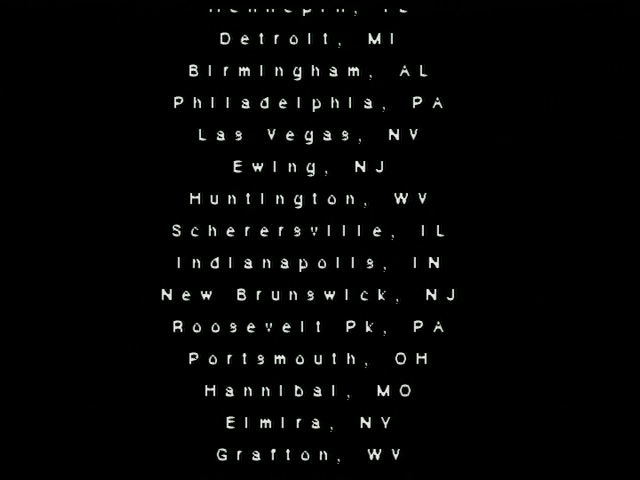 Detroit, MI
Birmingham, AL
Philadelphia, PA
Las Vegas, NV
Ewing, NJ
Huntington, WV
Scherersville, IL
Indianapolis, IN
New Brunswick, NJ
Roosevelt Pk, PA
Portsmouth, OH
Hannibal, MO
Elmira, NY
Grafton, WV